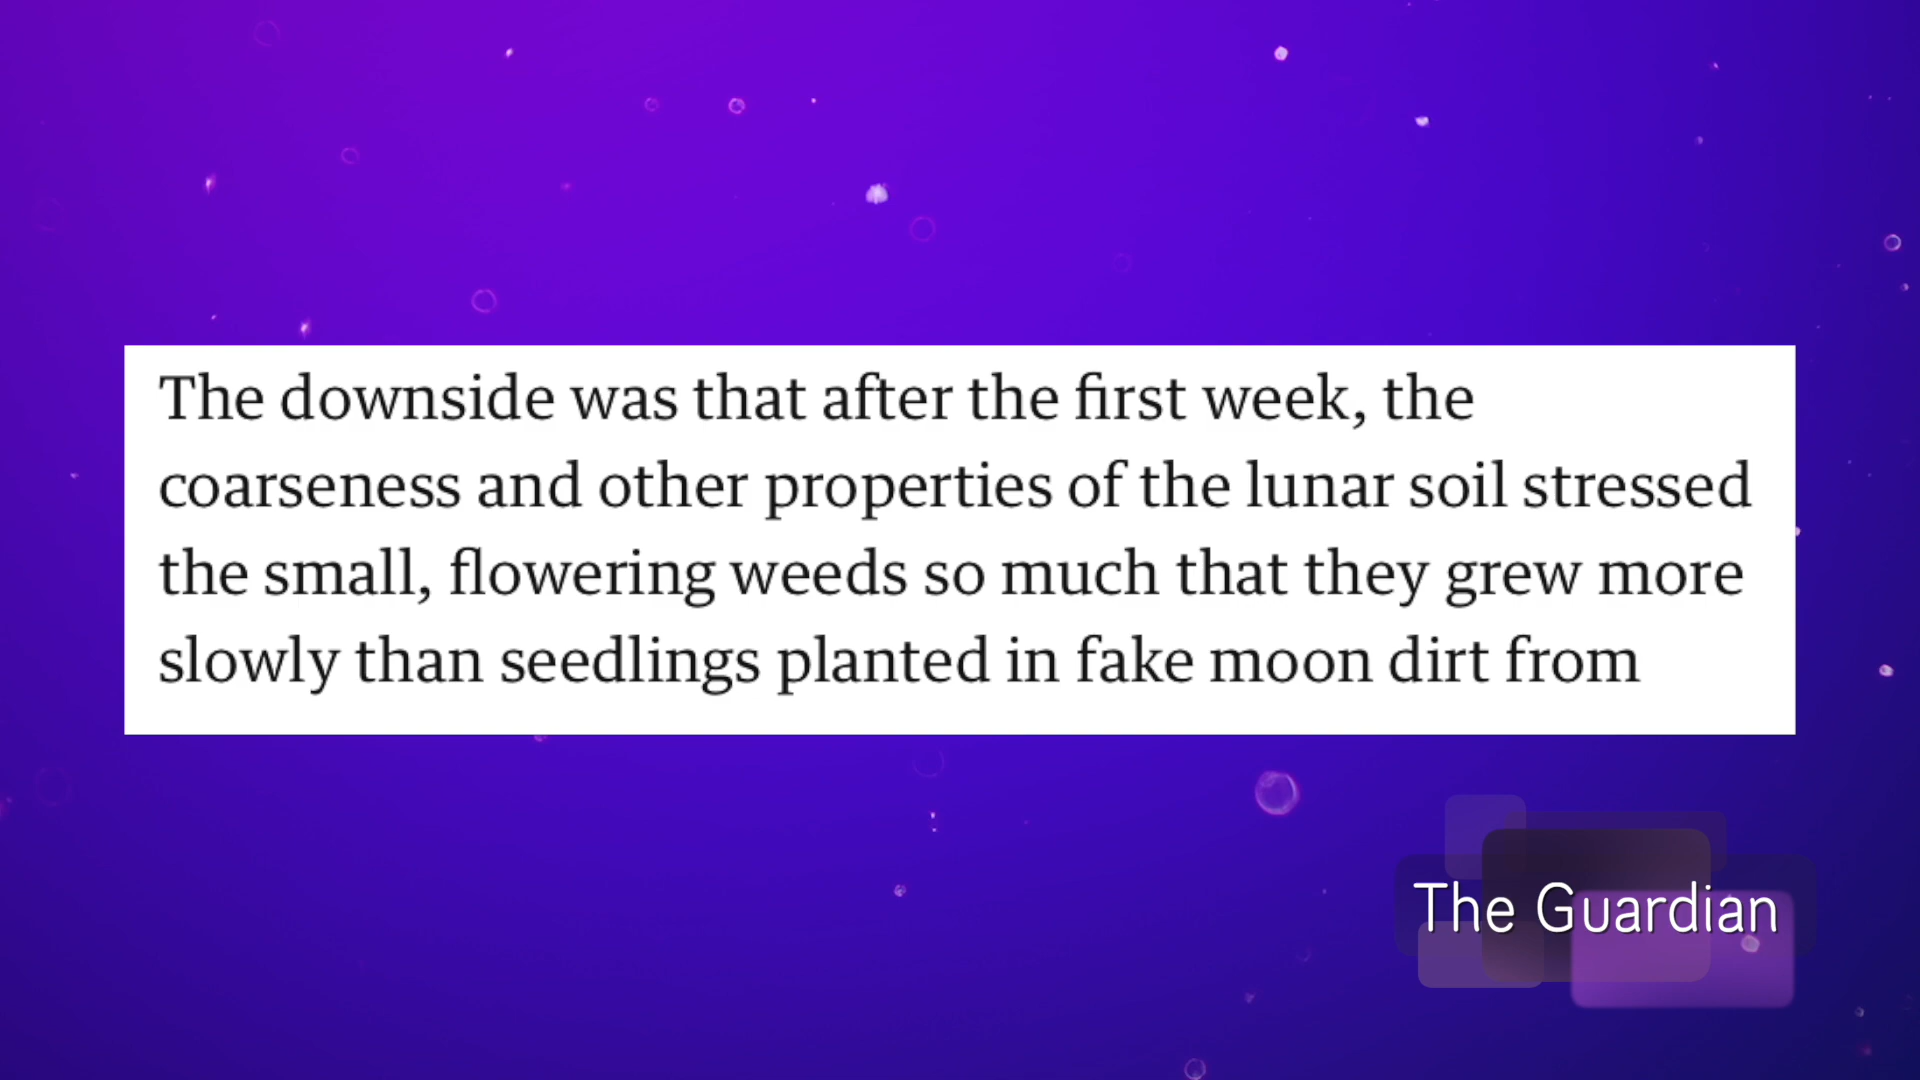 The downside was that after the first week, the
coarseness and other properties of the lunar soil stressed
the small, flowering weeds so much that they grew more
slowly than seedlings planted in fake moon dirt from
The Guardian